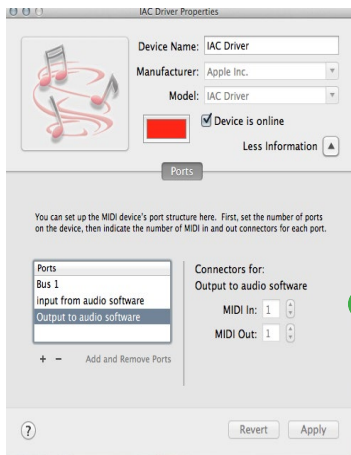 IAC Driver Properties
Device Name: IAC Driver
Manufacturer: Apple Inc.
Model: IAC Driver
Device is online
Less Information
Ports
You can set up the MIDI device's port structure here. First, set the number of ports
on the device, then indicate the number of MIDI in and out connectors for each port.
Ports
Bus 1
input from audio software
Output to audio software
+ - Add and Remove Ports
Connectors for:
Output to audio software
MIDI In: 1
MIDI Out: 1
?
Revert
Apply